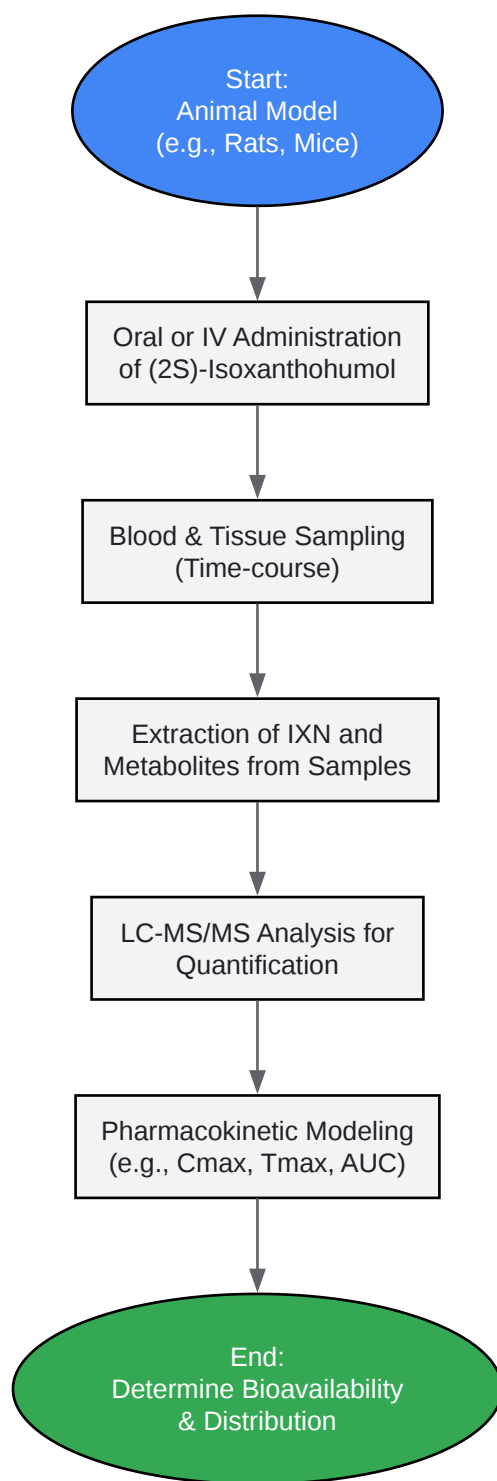 Start:
Animal Model
(e.g., Rats, Mice)
Oral or IV Administration
of (2S)-Isoxanthohumol
Blood & Tissue Sampling
(Time-course)
Extraction of IXN and
Metabolites from Samples
LC-MS/MS Analysis for
Quantification
Pharmacokinetic Modeling
(e.g., Cmax, Tmax, AUC)
End:
Determine Bioavailability
& Distribution